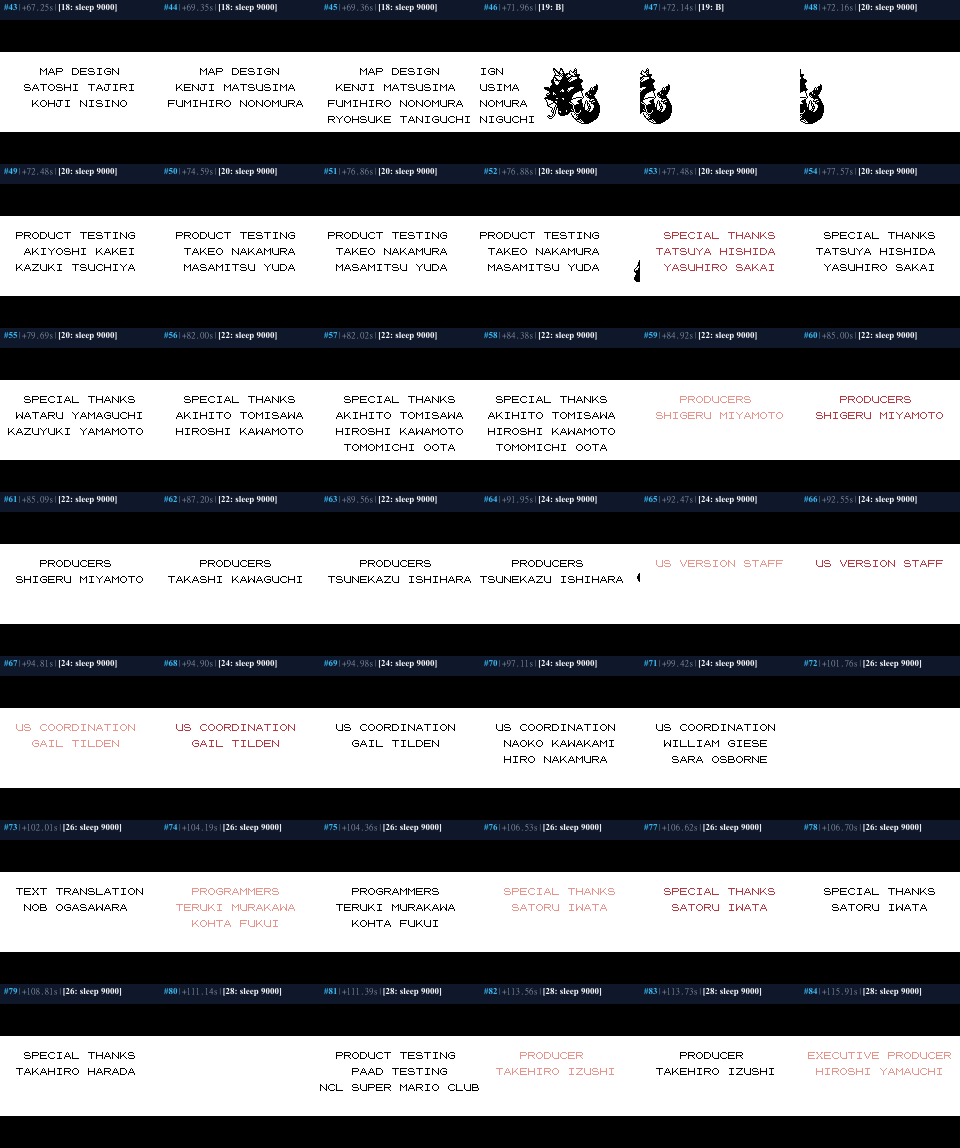 #43|+67.25s| [18: sleep 9000]
#44|+69.35s| [18: sleep 9000]
#45|+69.36s| [18: sleep 9000]
#46|+71.96s| [19: B]
#47|+72.14s| [19: B]
#48|+72.16s| [20: sleep 9000]
MAP DESIGN
SATOSHI TAJIRI
KOHJI NISINO
MAP DESIGN
KENJI MATSUSIMA
FUMIHIRO NONOMURA
MAP DESIGN
KENJI MATSUSIMA
FUMIHIRO NONOMURA
RYOHSUKE TANIGUCHI
IGN
USIMA
NOMURA
NIGUCHI
#49|+72.48s| [20: sleep 9000]
#50|+74.59s| [20: sleep 9000]
#51|+76.86s| [20: sleep 9000]
#52|+76.88s| [20: sleep 9000]
#53|+77.48s| [20: sleep 9000]
#54|+77.57s| [20: sleep 9000]
PRODUCT TESTING
AKIYOSHI KAKEI
KAZUKI TSUCHIYA
PRODUCT TESTING
TAKEO NAKAMURA
MASAMITSU YUDA
PRODUCT TESTING
TAKEO NAKAMURA
MASAMITSU YUDA
PRODUCT TESTING
TAKEO NAKAMURA
MASAMITSU YUDA
SPECIAL THANKS
TATSUYA HISHIDA
YASUHIRO SAKAI
SPECIAL THANKS
TATSUYA HISHIDA
YASUHIRO SAKAI
#55|+79.69s| [20: sleep 9000]
#56|+82.00s| [22: sleep 9000]
#57|+82.02s| [22: sleep 9000]
#58|+84.38s| [22: sleep 9000]
#59|+84.92s| [22: sleep 9000]
#60|+85.00s| [22: sleep 9000]
SPECIAL THANKS
WATARU YAMAGUCHI
KAZUYUKI YAMAMOTO
SPECIAL THANKS
AKIHITO TOMISAWA
HIROSHI KAWAMOTO
SPECIAL THANKS
AKIHITO TOMISAWA
HIROSHI KAWAMOTO
TOMOMICHI OOTA
SPECIAL THANKS
AKIHITO TOMISAWA
HIROSHI KAWAMOTO
TOMOMICHI OOTA
PRODUCERS
SHIGERU MIYAMOTO
PRODUCERS
SHIGERU MIYAMOTO
#61|+85.09s| [22: sleep 9000]
#62|+87.20s| [22: sleep 9000]
#63|+89.56s| [22: sleep 9000]
#64|+91.95s| [24: sleep 9000]
#65|+92.47s| [24: sleep 9000]
#66|+92.55s| [24: sleep 9000]
PRODUCERS
SHIGERU MIYAMOTO
PRODUCERS
TAKASHI KAWAGUCHI
PRODUCERS
TSUNEKAZU ISHIHARA
PRODUCERS
TSUNEKAZU ISHIHARA
US VERSION STAFF
US VERSION STAFF
#67|+94.81s| [24: sleep 9000]
#68|+94.90s| [24: sleep 9000]
#69|+94.98s| [24: sleep 9000]
#70|+97.11s| [24: sleep 9000]
#71|+99.42s| [24: sleep 9000]
#72|+101.76s| [26: sleep 9000]
US COORDINATION
GAIL TILDEN
US COORDINATION
GAIL TILDEN
US COORDINATION
GAIL TILDEN
US COORDINATION
NAOKO KAWAKAMI
HIRO NAKAMURA
US COORDINATION
WILLIAM GIESE
SARA OSBORNE
#73|+102.01s| [26: sleep 9000]
#74|+104.19s| [26: sleep 9000]
#75|+104.36s| [26: sleep 9000]
#76|+106.53s| [26: sleep 9000]
#77|+106.62s| [26: sleep 9000]
#78|+106.70s| [26: sleep 9000]
TEXT TRANSLATION
NOB OGASAWARA
PROGRAMMERS
TERUKI MURAKAWA
KOHTA FUKUI
PROGRAMMERS
TERUKI MURAKAWA
KOHTA FUKUI
SPECIAL THANKS
SATORU IWATA
SPECIAL THANKS
SATORU IWATA
SPECIAL THANKS
SATORU IWATA
#79|+108.81s| [26: sleep 9000]
#80|+111.14s| [28: sleep 9000]
#81|+111.39s| [28: sleep 9000]
#82|+113.56s| [28: sleep 9000]
#83|+113.73s| [28: sleep 9000]
#84|+115.91s| [28: sleep 9000]
SPECIAL THANKS
TAKAHIRO HARADA
PRODUCT TESTING
PAAD TESTING
NCL SUPER MARIO CLUB
PRODUCER
TAKEHIRO IZUSHI
PRODUCER
TAKEHIRO IZUSHI
EXECUTIVE PRODUCER
HIROSHI YAMAUCHI